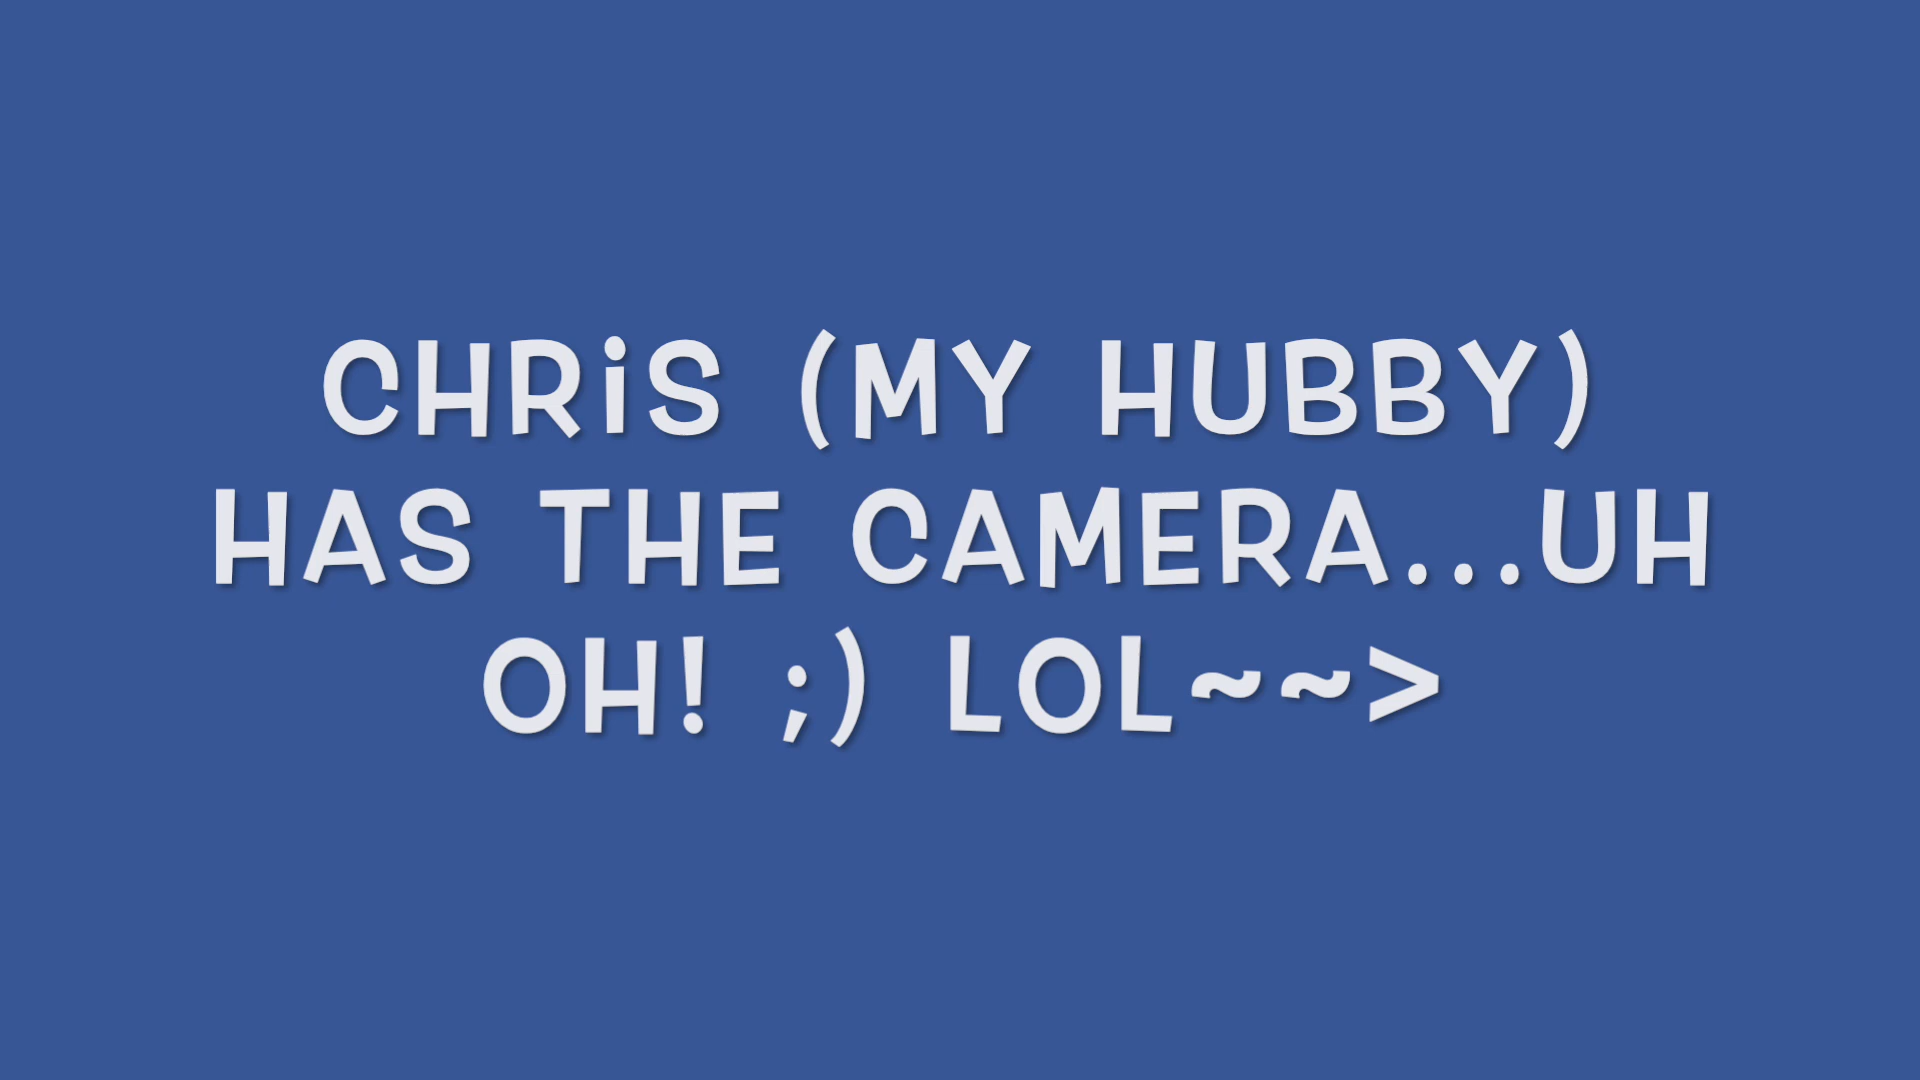 CHRiS (MY HUBBY)
HAS THE CAMERA...UH
OH! ;) LOL~~>